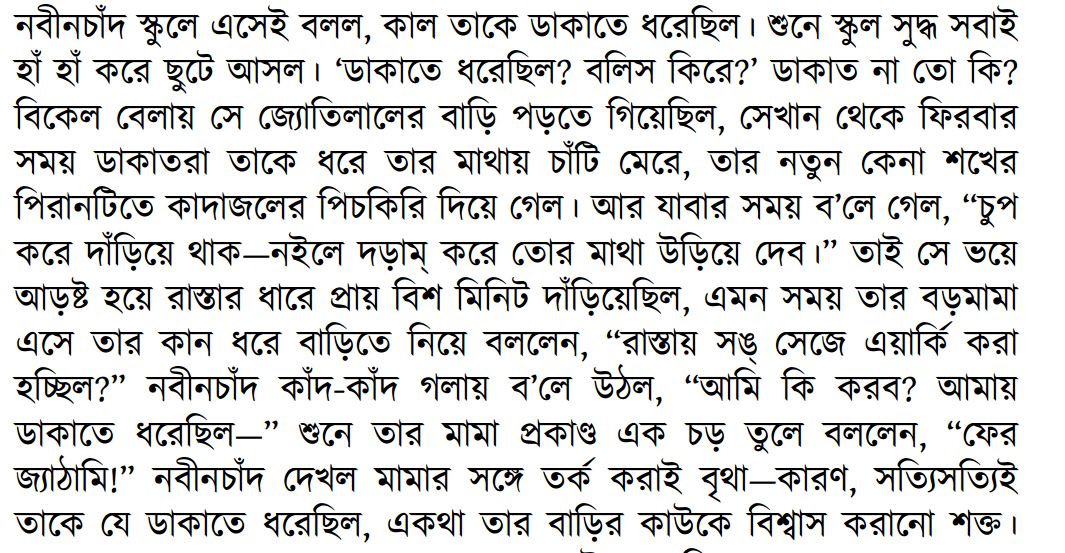 নবীনচাঁদ স্কুলে এসেই বলল, কাল তাকে ডাকাতে ধরেছিল। শুনে স্কুল সুদ্ধ সবাই
হাঁ হাঁ করে ছুটে আসল। ‘ডাকাতে ধরেছিল? বলিস কিরে?’ ডাকাত না তো কি?
বিকেল বেলায় সে জ্যোতিলালের বাড়ি পড়তে গিয়েছিল, সেখান থেকে ফিরবার
সময় ডাকাতরা তাকে ধরে তার মাথায় চাঁটি মেরে, তার নতুন কেনা শখের
পিরানটিতে কাদাজলের পিচকিরি দিয়ে গেল। আর যাবার সময় ব’লে গেল, “চুপ
করে দাঁড়িয়ে থাক—নইলে দড়াম্ করে তোর মাথা উড়িয়ে দেব।” তাই সে ভয়ে
আড়ষ্ট হয়ে রাস্তার ধারে প্রায় বিশ মিনিট দাঁড়িয়েছিল, এমন সময় তার বড়মামা
এসে তার কান ধরে বাড়িতে নিয়ে বললেন, “রাস্তায় সঙ্ সেজে এয়ার্কি করা
হচ্ছিল?” নবীনচাঁদ কাঁদ-কাঁদ গলায় ব’লে উঠল, “আমি কি করব? আমায়
ডাকাতে ধরেছিল—” শুনে তার মামা প্রকাণ্ড এক চড় তুলে বললেন, “ফের
জ্যাঠামি!” নবীনচাঁদ দেখল মামার সঙ্গে তর্ক করাই বৃথা—কারণ, সত্যিসত্যিই
তাকে যে ডাকাতে ধরেছিল, একথা তার বাড়ির কাউকে বিশ্বাস করানো শক্ত।